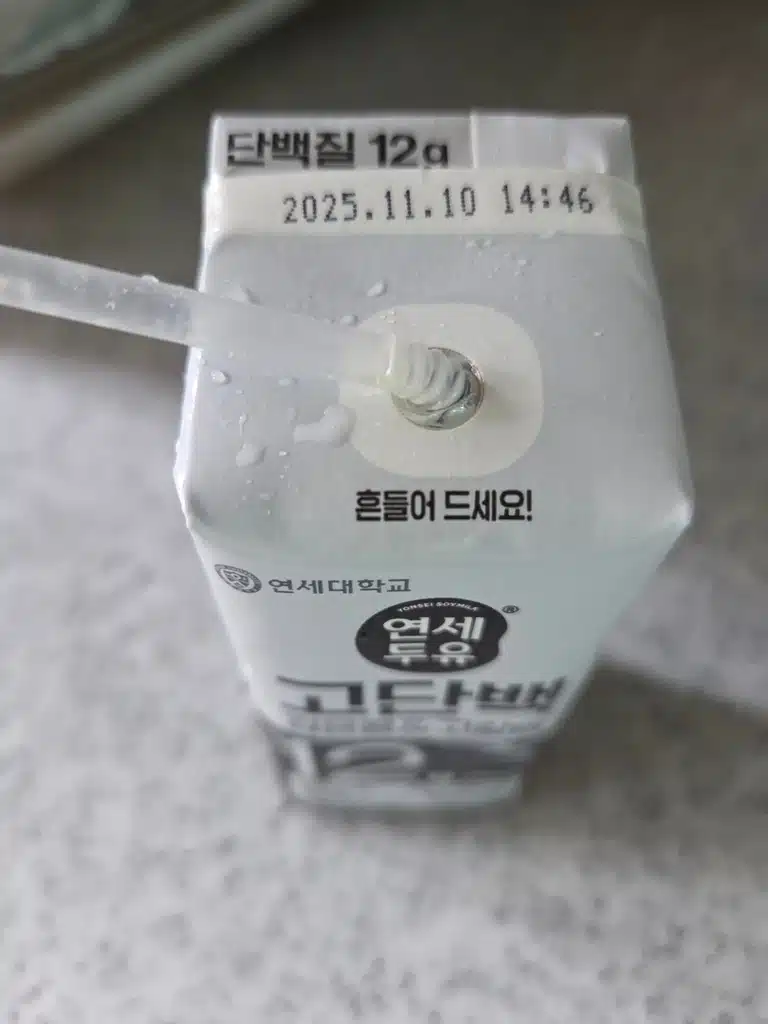 단백질 12g
2025.11.10 14:46
흔들어 드세요!
연세대학교
YONSEI SOYMILK
연세
두유
®
고단백
12